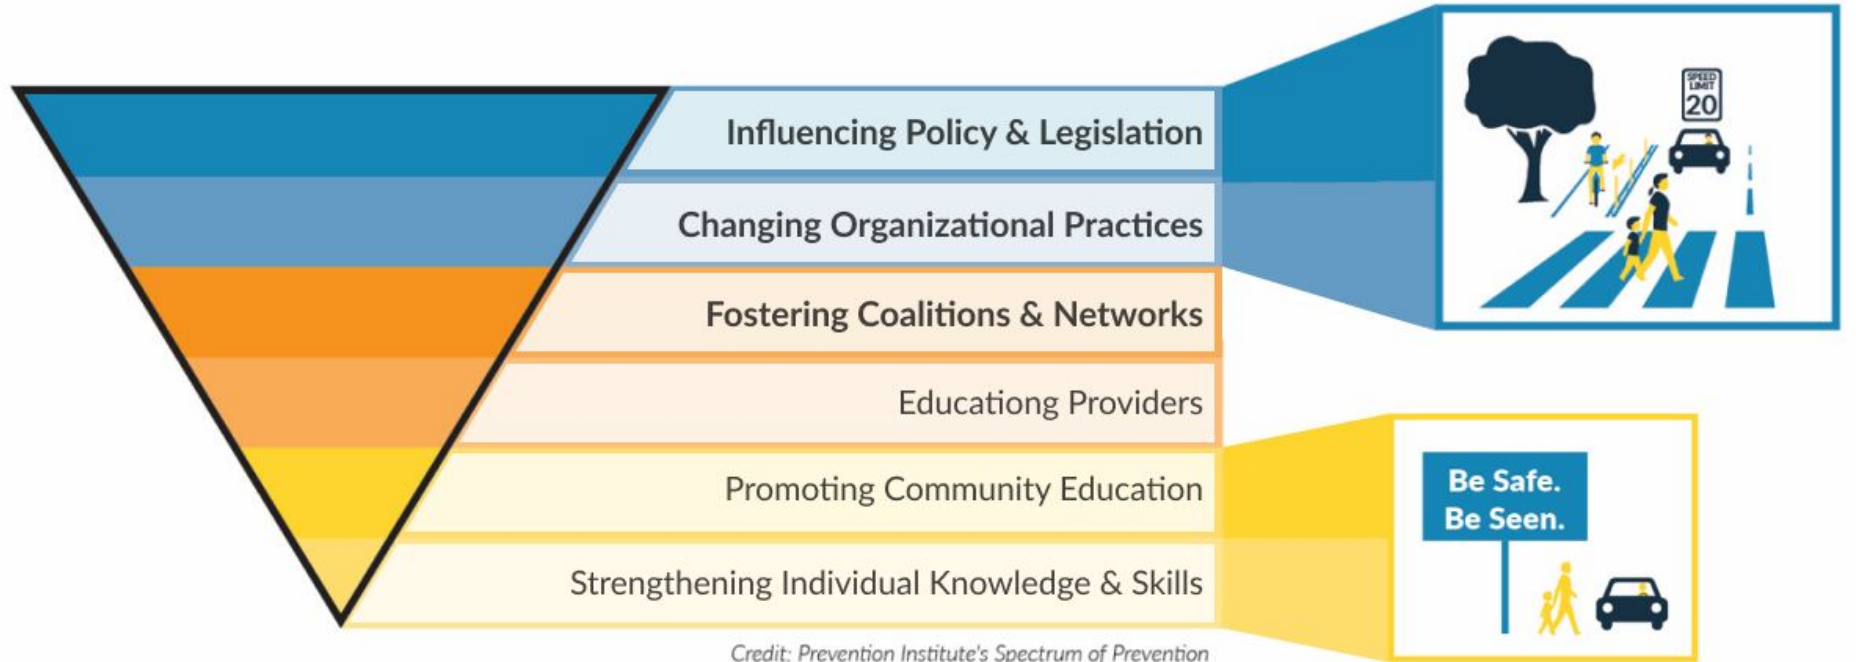 SPEED
LIMIT
20
Influencing Policy & Legislation
Changing Organizational Practices
Fostering Coalitions & Networks
Educationg Providers
Promoting Community Education
Be Safe.
Be Seen.
Strengthening Individual Knowledge & Skills
Credit: Prevention Institute's Spectrum of Prevention